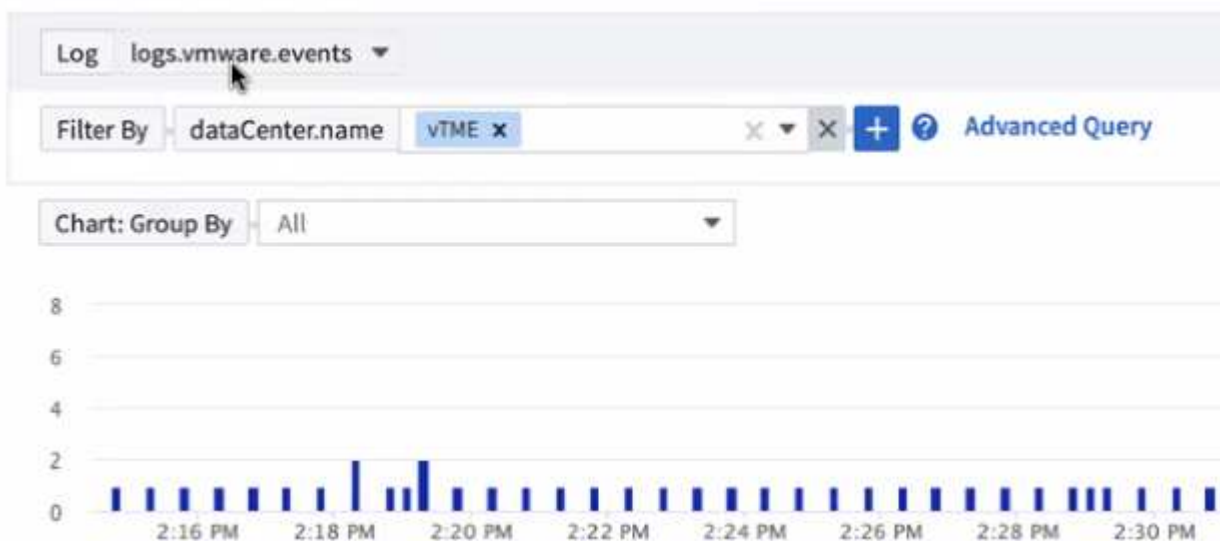 Log logs.vmware.events
Filter By dataCenter.name vTME × × × + ? Advanced Query
Chart: Group By All
8
6
4
2
0
2:16 PM 2:18 PM 2:20 PM 2:22 PM 2:24 PM 2:26 PM 2:28 PM 2:30 PM